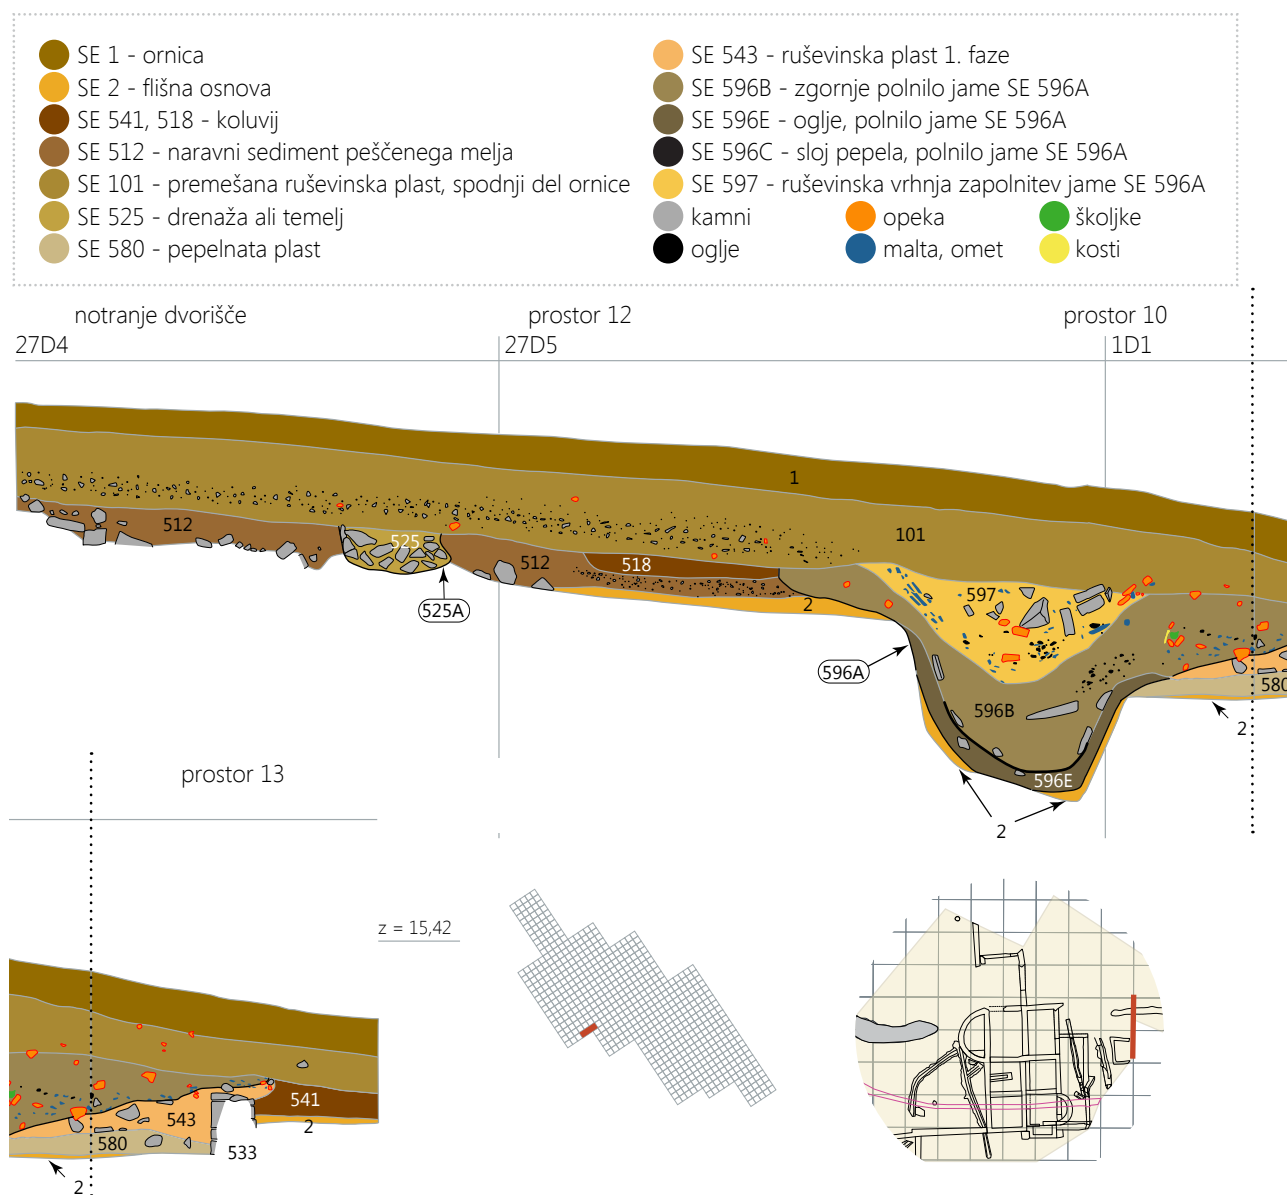 SE 1 - ornica
SE 2 - flišna osnova
SE 541, 518 - koluvij
SE 512 - naravni sediment peščenega melja
SE 101 - premešana ruševinska plast, spodnji del ornice
SE 525 - drenaža ali temelj
SE 580 - pepelnata plast
SE 543 - ruševinska plast 1. faze
SE 596B - zgornje polnilo jame SE 596A
SE 596E - oglje, polnilo jame SE 596A
SE 596C - sloj pepela, polnilo jame SE 596A
SE 597 - ruševinska vrhnja zapolnitev jame SE 596A
kamni
opeka
školjke
oglje
malta, omet
kosti
notranje dvorišče
prostor 12
prostor 10
27D4
27D5
1D1
1
512
525
101
512
518
597
2
525A
596A
580
596B
2
596E
2
prostor 13
z = 15,42
541
543
2
580
533
2